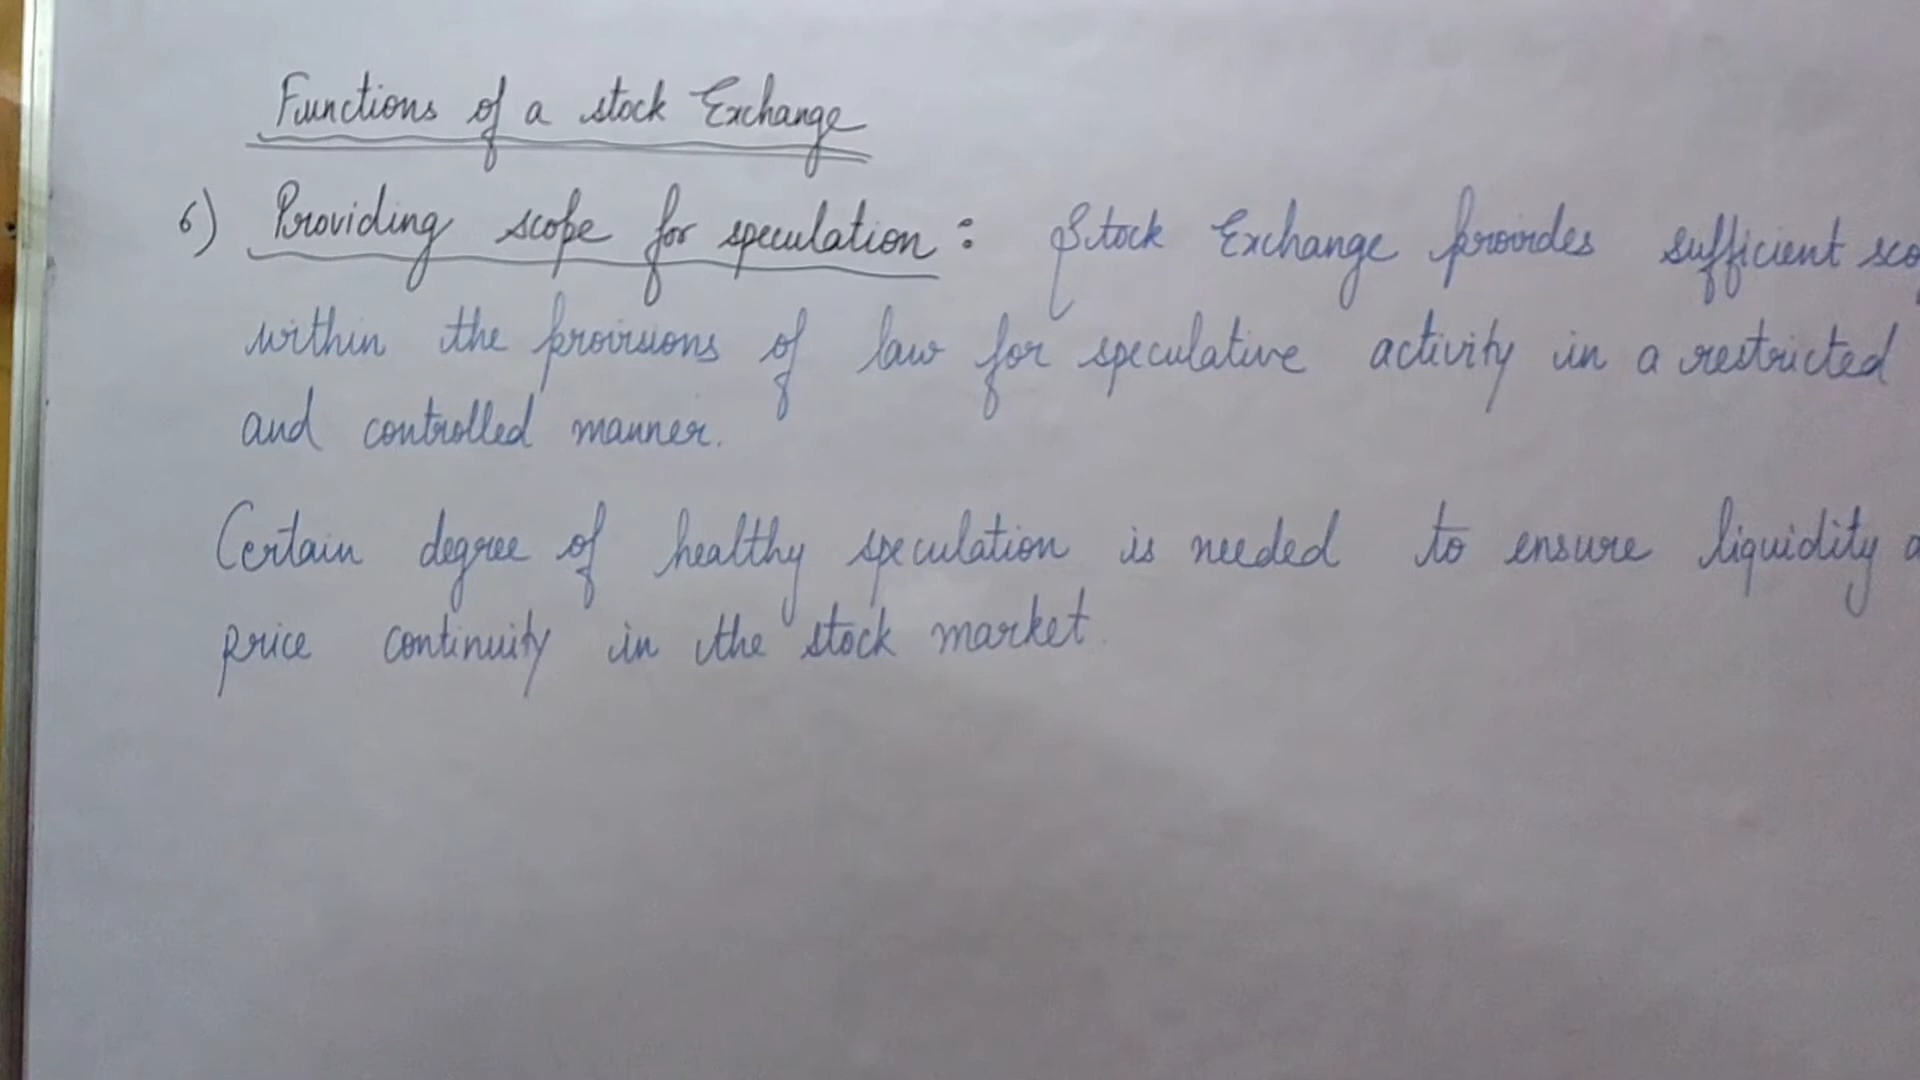 Functions of a stock Exchange
6) Providing scope for speculation : Stock Exchange provides sufficient sco
within the provisions of law for speculative activity in a restricted
and controlled manner.
Certain degree of healthy speculation is needed to ensure liquidity a
price continuity in the stock market.